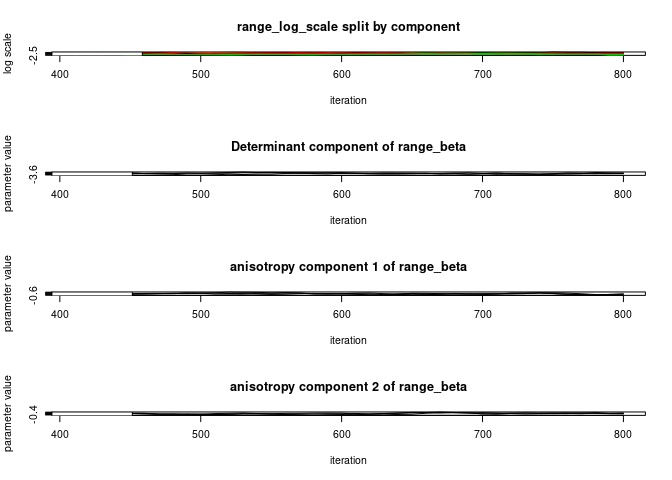 range_log_scale split by component
log scale
-2.5
400 500 600 700 800
iteration
Determinant component of range_beta
parameter value
-3.6
400 500 600 700 800
iteration
anisotropy component 1 of range_beta
parameter value
-0.6
400 500 600 700 800
iteration
anisotropy component 2 of range_beta
parameter value
-0.4
400 500 600 700 800
iteration